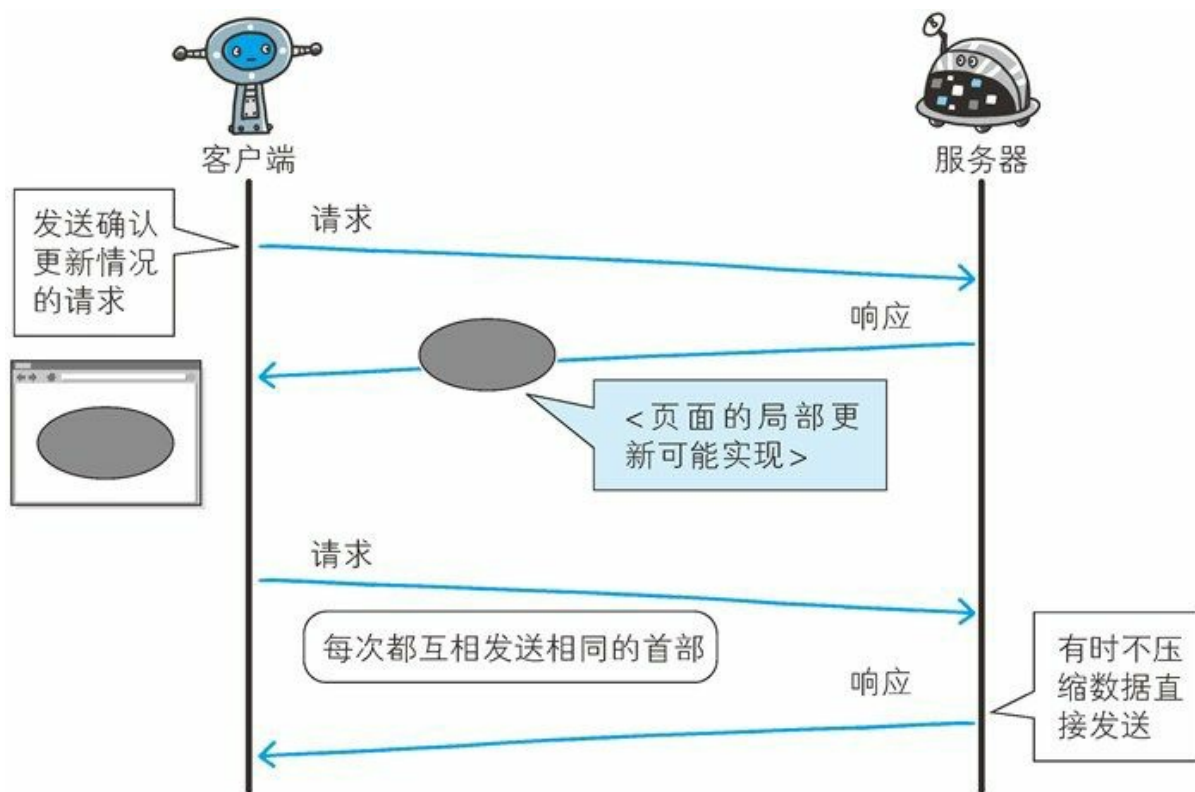 客户端
服务器
发送确认
更新情况
的请求
请求
响应
<页面的局部更
新可能实现>
请求
每次都互相发送相同的首部
响应
有时不压
缩数据直
接发送